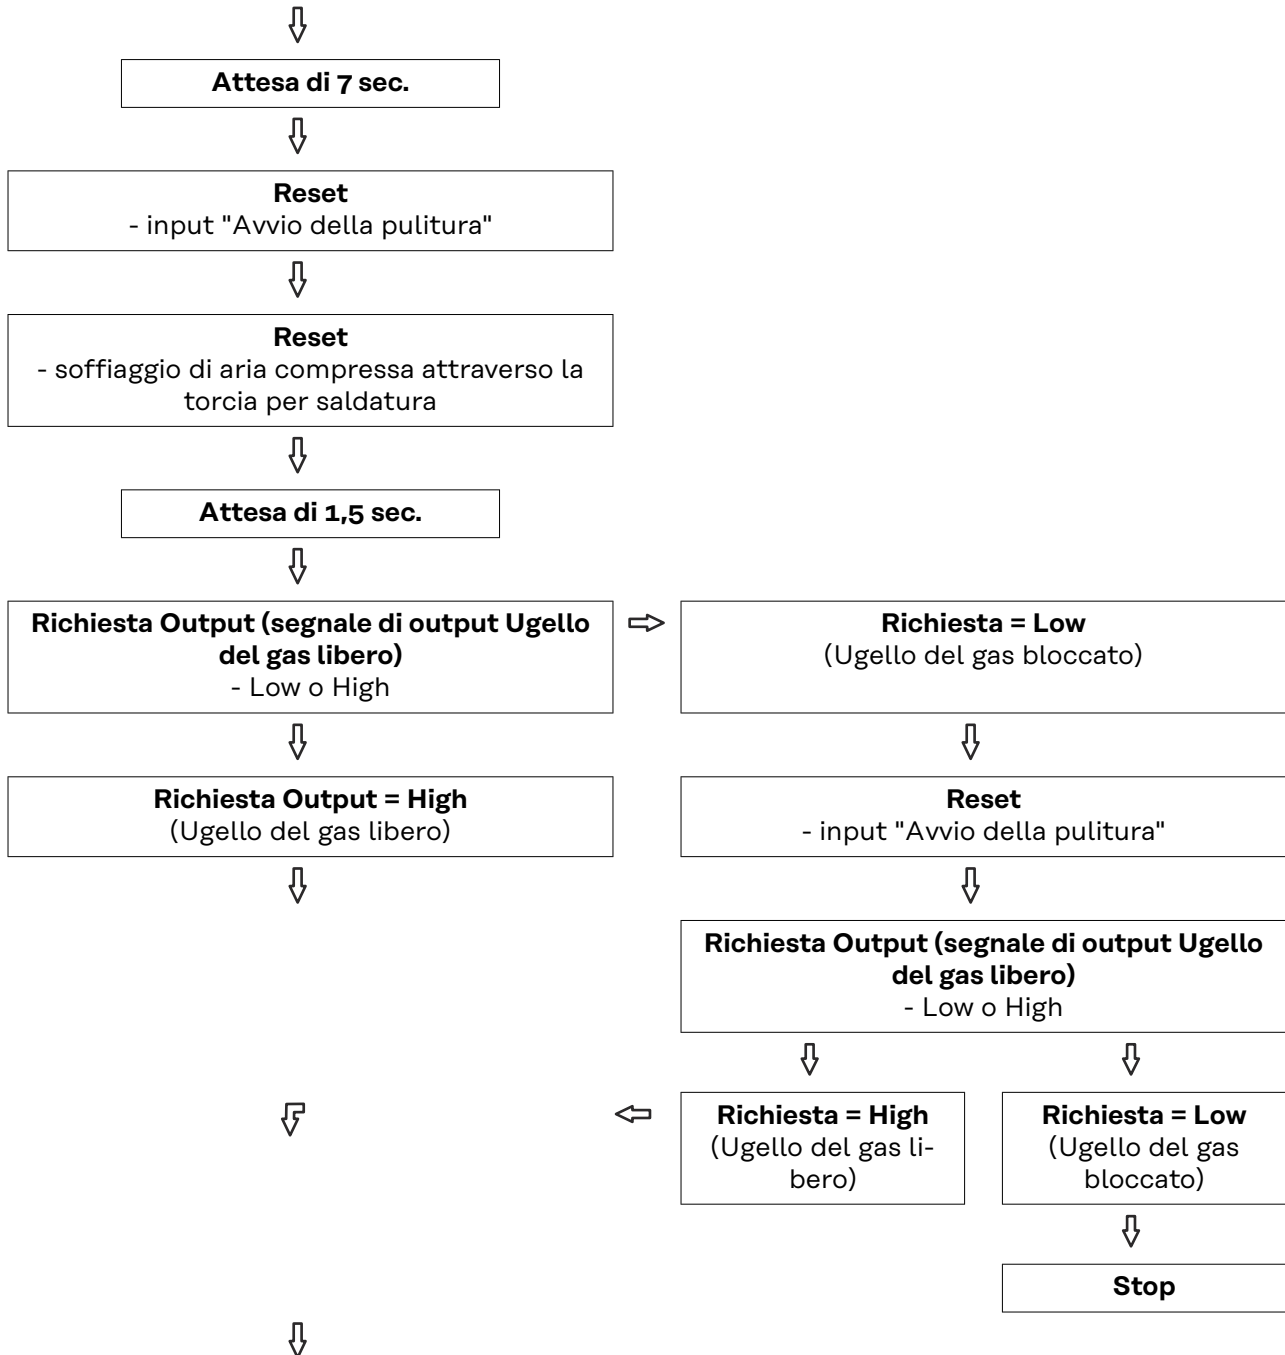 Attesa di 7 sec.
Reset
- input "Avvio della pulitura"
Reset
- soffiaggio di aria compressa attraverso la
torcia per saldatura
Attesa di 1,5 sec.
Richiesta Output (segnale di output Ugello
del gas libero)
- Low o High
Richiesta = Low
(Ugello del gas bloccato)
Richiesta Output = High
(Ugello del gas libero)
Reset
- input "Avvio della pulitura"
Richiesta Output (segnale di output Ugello
del gas libero)
- Low o High
Richiesta = High
(Ugello del gas li-
bero)
Richiesta = Low
(Ugello del gas
bloccato)
Stop